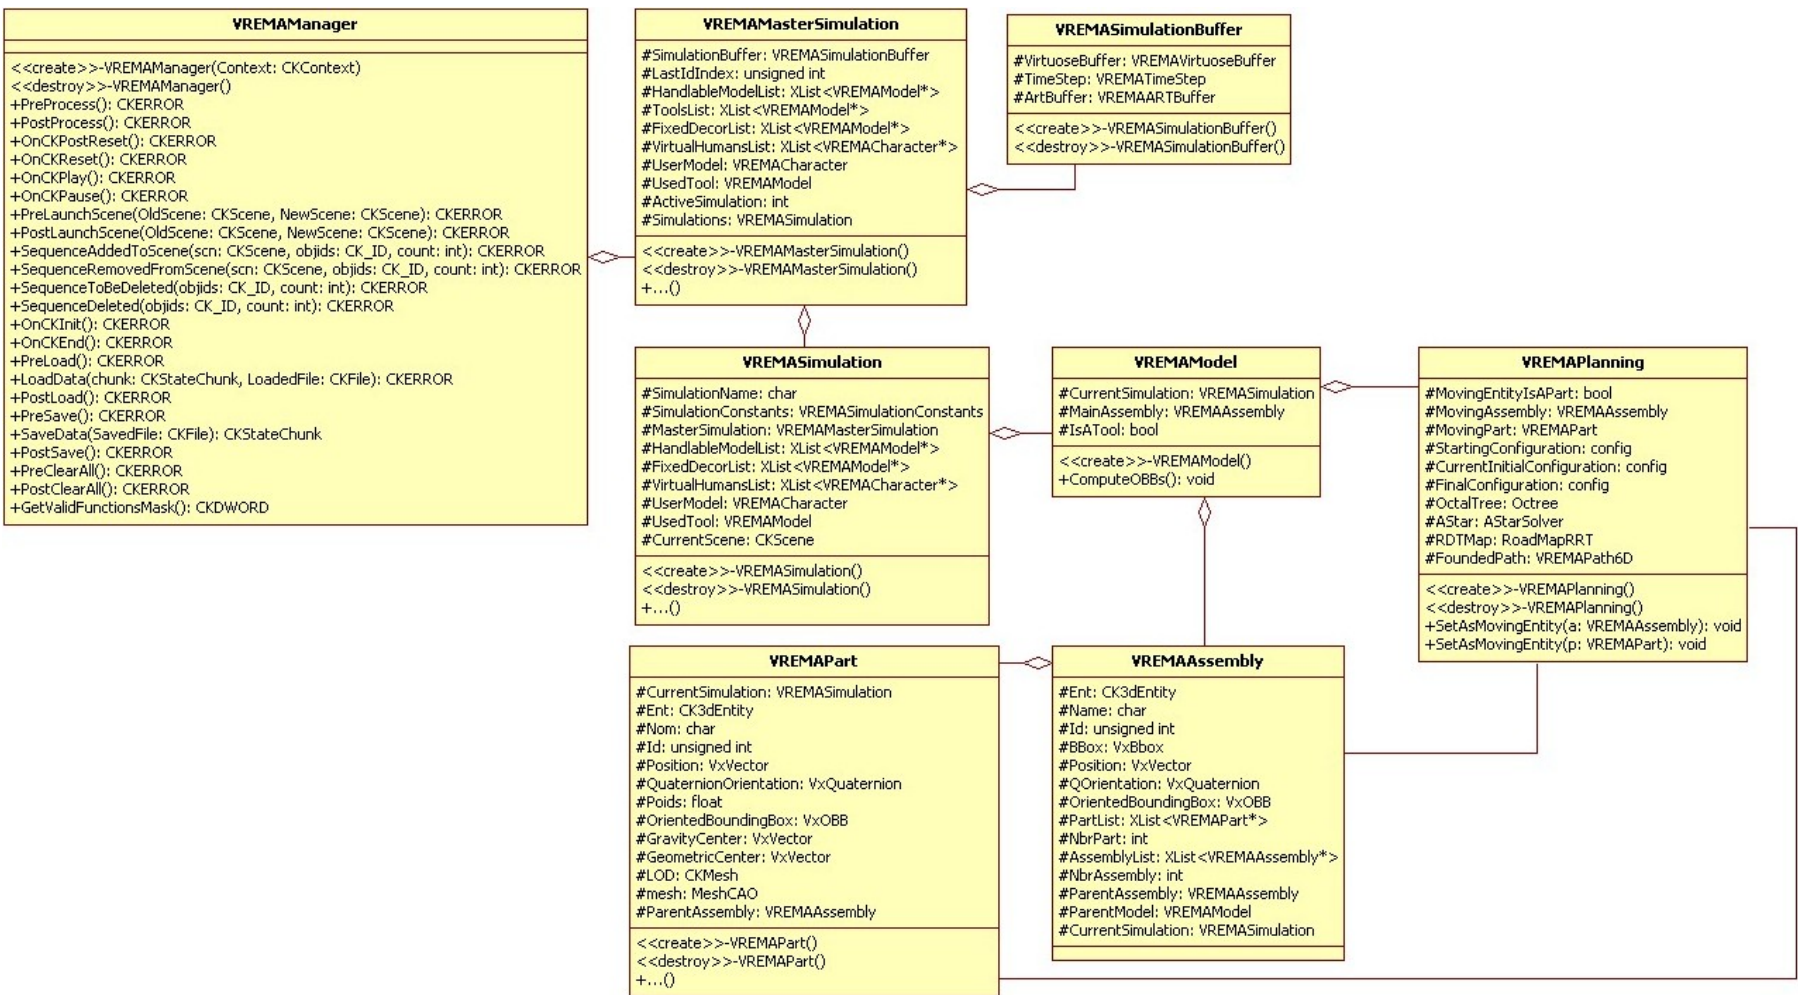 VREMAManager
<<create>>-VREMAManager(Context: CKContext)
<<destroy>>-VREMAManager()
+PreProcess(): CKERROR
+PostProcess(): CKERROR
+OnCKPostReset(): CKERROR
+OnCKReset(): CKERROR
+OnCKPlay(): CKERROR
+OnCKPause(): CKERROR
+PreLaunchScene(OldScene: CKScene, NewScene: CKScene): CKERROR
+PostLaunchScene(OldScene: CKScene, NewScene: CKScene): CKERROR
+SequenceAddedToScene(scn: CKScene, objids: CK_ID, count: int): CKERROR
+SequenceRemovedFromScene(scn: CKScene, objids: CK_ID, count: int): CKERROR
+SequenceToBeDeleted(objids: CK_ID, count: int): CKERROR
+SequenceDeleted(objids: CK_ID, count: int): CKERROR
+OnCKInit(): CKERROR
+OnCKEnd(): CKERROR
+PreLoad(): CKERROR
+LoadData(chunk: CKStateChunk, LoadedFile: CKFile): CKERROR
+PostLoad(): CKERROR
+PreSave(): CKERROR
+SaveData(SavedFile: CKFile): CKStateChunk
+PostSave(): CKERROR
+PreClearAll(): CKERROR
+PostClearAll(): CKERROR
+GetValidFunctionsMask(): CKDWORD
VREMAMasterSimulation
#SimulationBuffer: VREMASimulationBuffer
#LastIdIndex: unsigned int
#HandlableModelList: XList<VREMAModel*>
#ToolsList: XList<VREMAModel*>
#FixedDecorList: XList<VREMAModel*>
#VirtualHumansList: XList<VREMACharacter*>
#UserModel: VREMACharacter
#UsedTool: VREMAModel
#ActiveSimulation: int
#Simulations: VREMASimulation
<<create>>-VREMAMasterSimulation()
<<destroy>>-VREMAMasterSimulation()
+...()
VREMASimulationBuffer
#VirtuoseBuffer: VREMAVirtuoseBuffer
#TimeStep: VREMATimeStep
#ArtBuffer: VREMAARTBuffer
<<create>>-VREMASimulationBuffer()
<<destroy>>-VREMASimulationBuffer()
VREMASimulation
#SimulationName: char
#SimulationConstants: VREMASimulationConstants
#MasterSimulation: VREMAMasterSimulation
#HandlableModelList: XList<VREMAModel*>
#FixedDecorList: XList<VREMAModel*>
#VirtualHumansList: XList<VREMACharacter*>
#UserModel: VREMACharacter
#UsedTool: VREMAModel
#CurrentScene: CKScene
<<create>>-VREMASimulation()
<<destroy>>-VREMASimulation()
+...()
VREMAModel
#CurrentSimulation: VREMASimulation
#MainAssembly: VREMAAssembly
#IsATool: bool
<<create>>-VREMAModel()
+ComputeOBBs(): void
VREMAPlanning
#MovingEntityIsAPart: bool
#MovingAssembly: VREMAAssembly
#MovingPart: VREMAPart
#StartingConfiguration: config
#CurrentInitialConfiguration: config
#FinalConfiguration: config
#OctalTree: Octree
#AStar: AStarSolver
#RDTMap: RoadMapRRT
#FoundedPath: VREMAPath6D
<<create>>-VREMAPlanning()
<<destroy>>-VREMAPlanning()
+SetAsMovingEntity(a: VREMAAssembly): void
+SetAsMovingEntity(p: VREMAPart): void
VREMAPart
#CurrentSimulation: VREMASimulation
#Ent: CK3dEntity
#Nom: char
#Id: unsigned int
#Position: VxVector
#QuaternionOrientation: VxQuaternion
#Poids: float
#OrientedBoundingBox: VxOBB
#GravityCenter: VxVector
#GeometricCenter: VxVector
#LOD: CKMesh
#mesh: MeshCAO
#ParentAssembly: VREMAAssembly
<<create>>-VREMAPart()
<<destroy>>-VREMAPart()
+...()
VREMAAssembly
#Ent: CK3dEntity
#Name: char
#Id: unsigned int
#BBox: VxBbox
#Position: VxVector
#QOrientation: VxQuaternion
#OrientedBoundingBox: VxOBB
#PartList: XList<VREMAPart*>
#NbrPart: int
#AssemblyList: XList<VREMAAssembly*>
#NbrAssembly: int
#ParentAssembly: VREMAAssembly
#ParentModel: VREMAModel
#CurrentSimulation: VREMASimulation